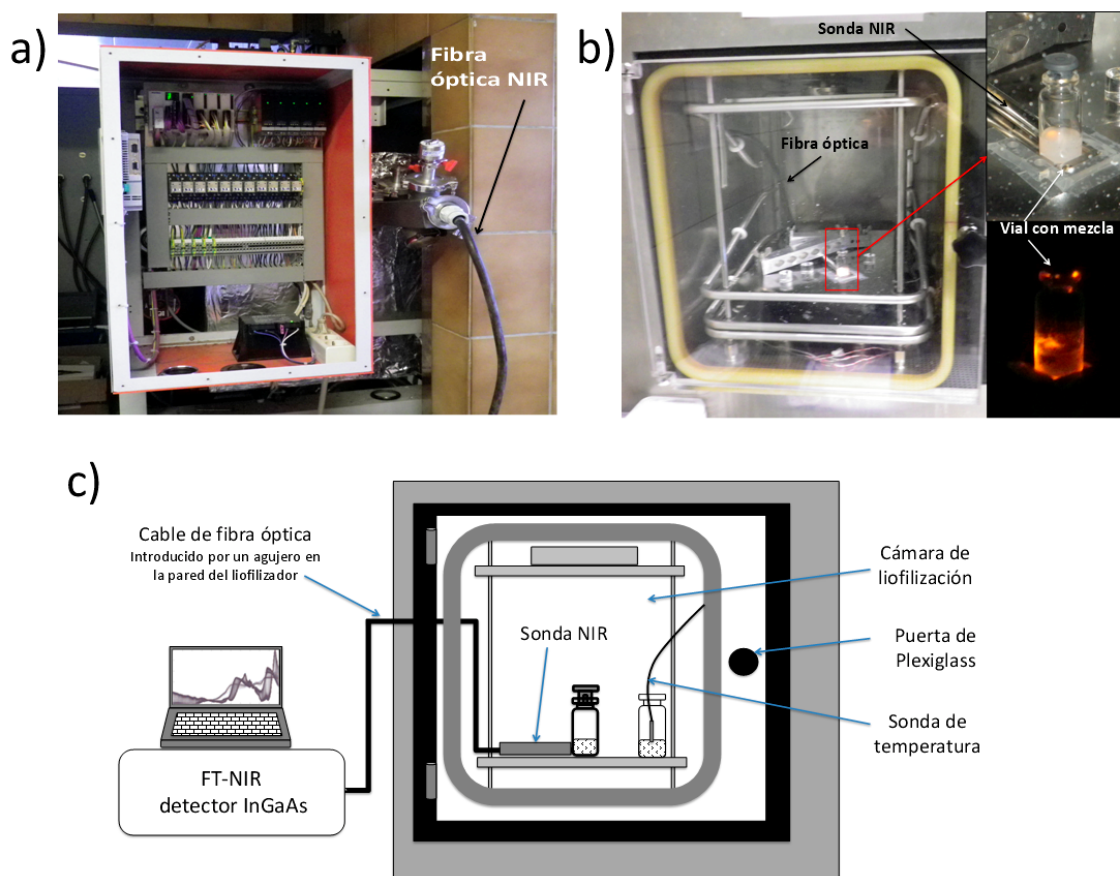 a)
Fibra
óptica NIR
b)
Sonda NIR
Fibra óptica
Vial con mezcla
c)
Cable de fibra óptica
Introducido por un agujero en
la pared del liofilizador
Sonda NIR
Cámara de
liofilización
Puerta de
Plexiglass
Sonda de
temperatura
FT-NIR
detector InGaAs